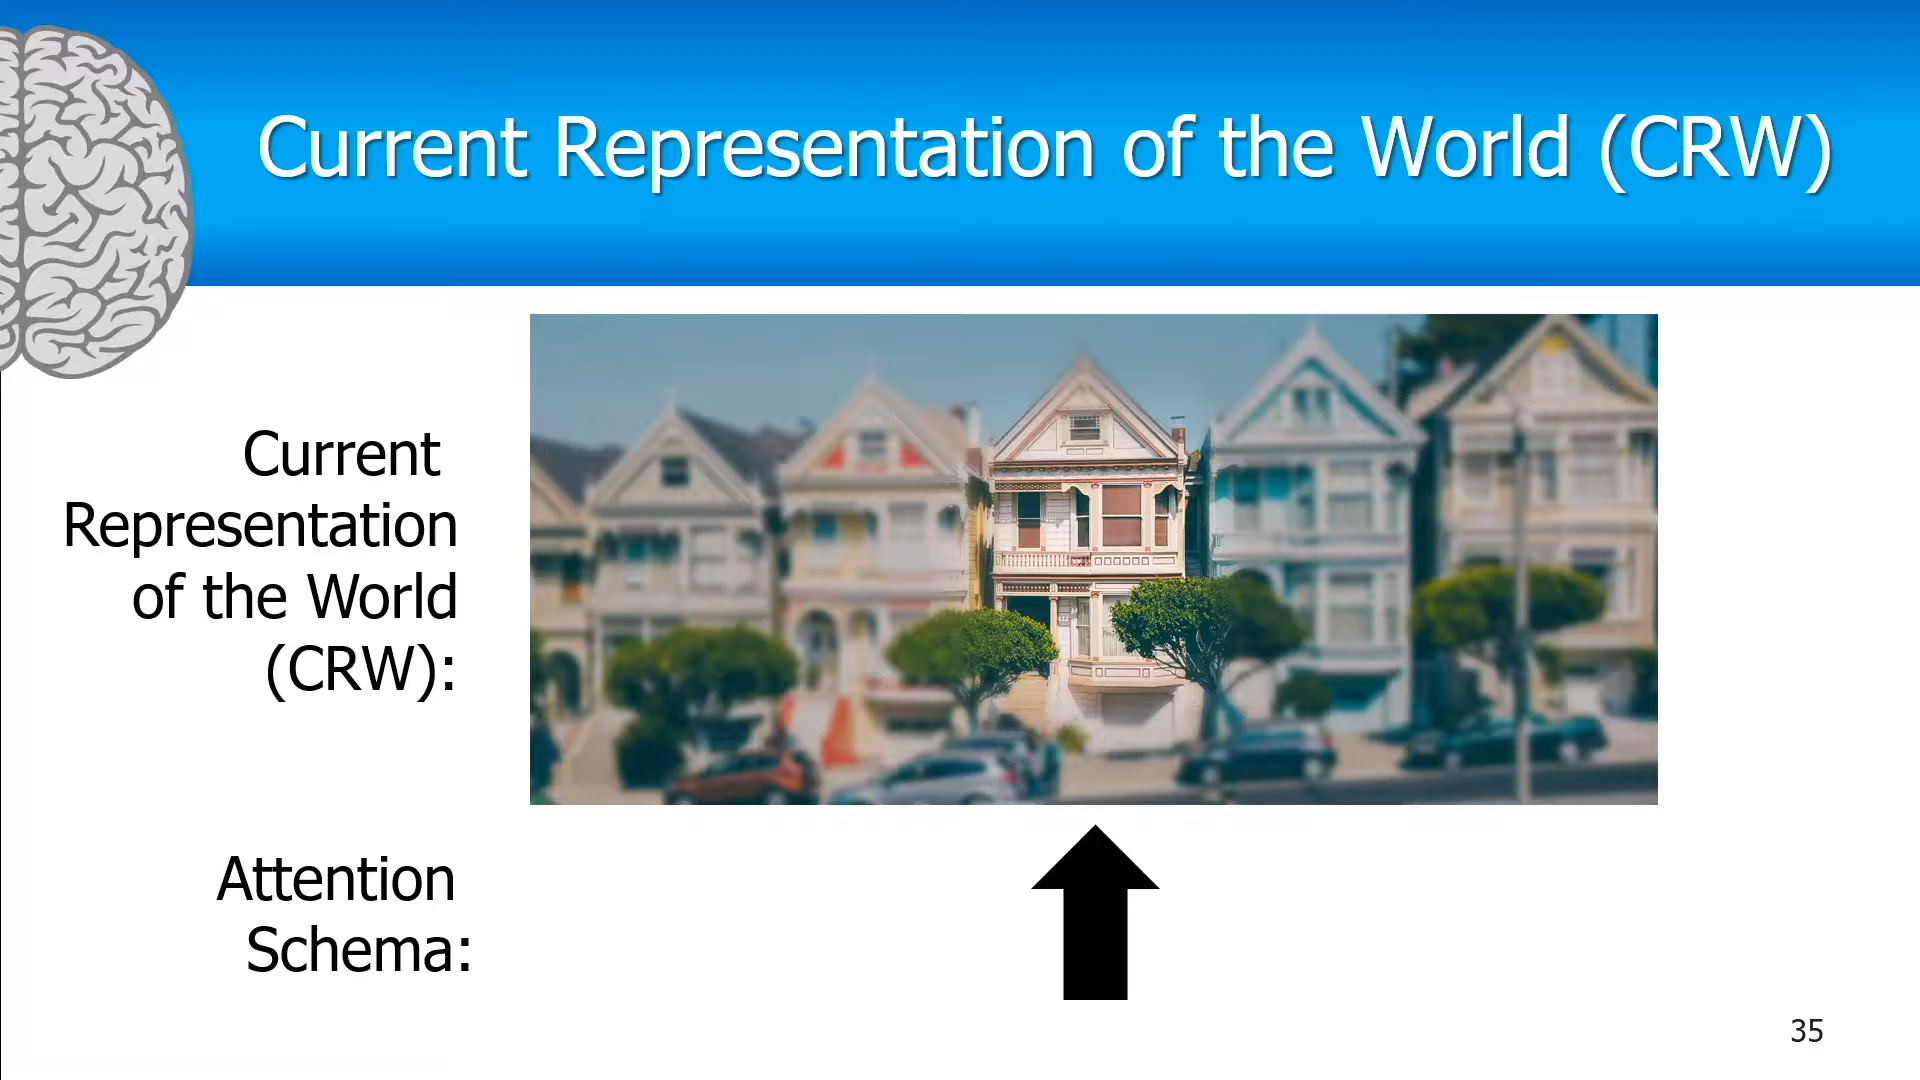 Current Representation of the World (CRW)
Current
Representation
of the World
(CRW):
Attention
Schema:
35